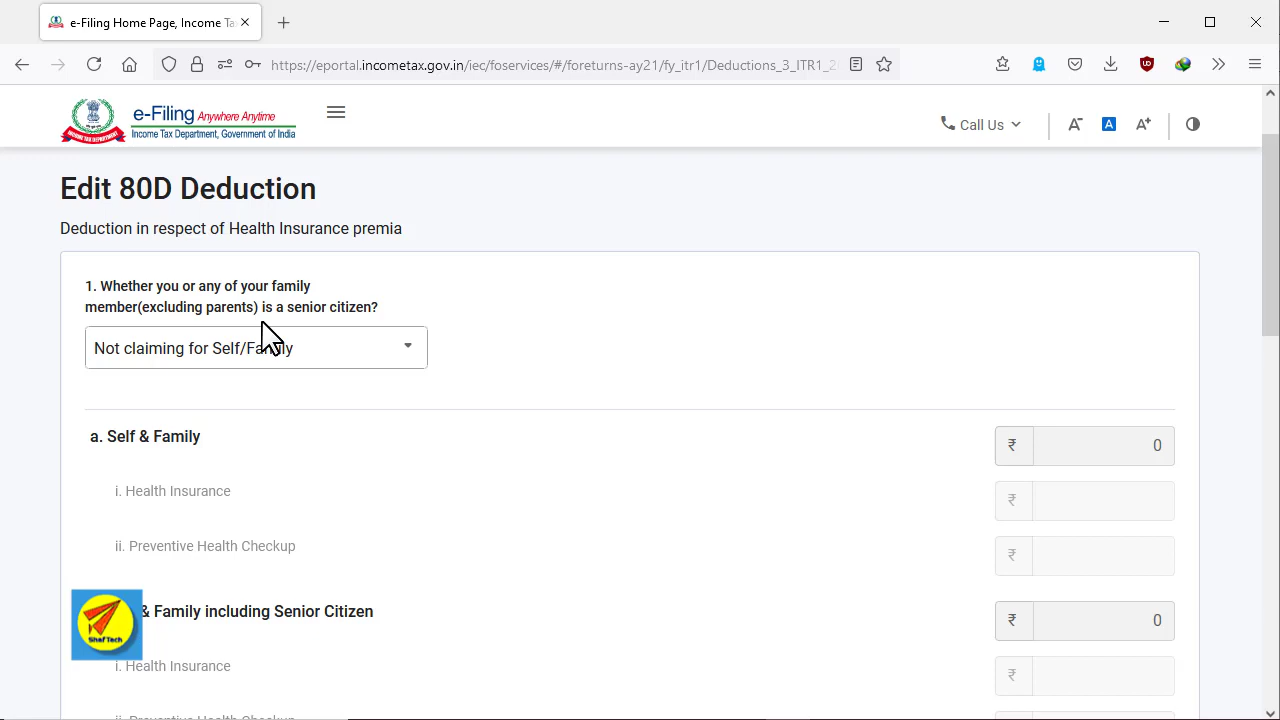 e-Filing Home Page, Income Ta
https://eportal.incometax.gov.in/iec/foservices/#/foreturns-ay21/fy_itr1/Deductions_3_ITR1_2
e-Filing Anywhere Anytime
Income Tax Department, Government of India
Call Us
A-
A
A+
Edit 80D Deduction
Deduction in respect of Health Insurance premia
1. Whether you or any of your family
member(excluding parents) is a senior citizen?
Not claiming for Self/Family
a. Self & Family
₹ 0
i. Health Insurance
₹
ii. Preventive Health Checkup
₹
& Family including Senior Citizen
₹ 0
ShafTech
i. Health Insurance
₹